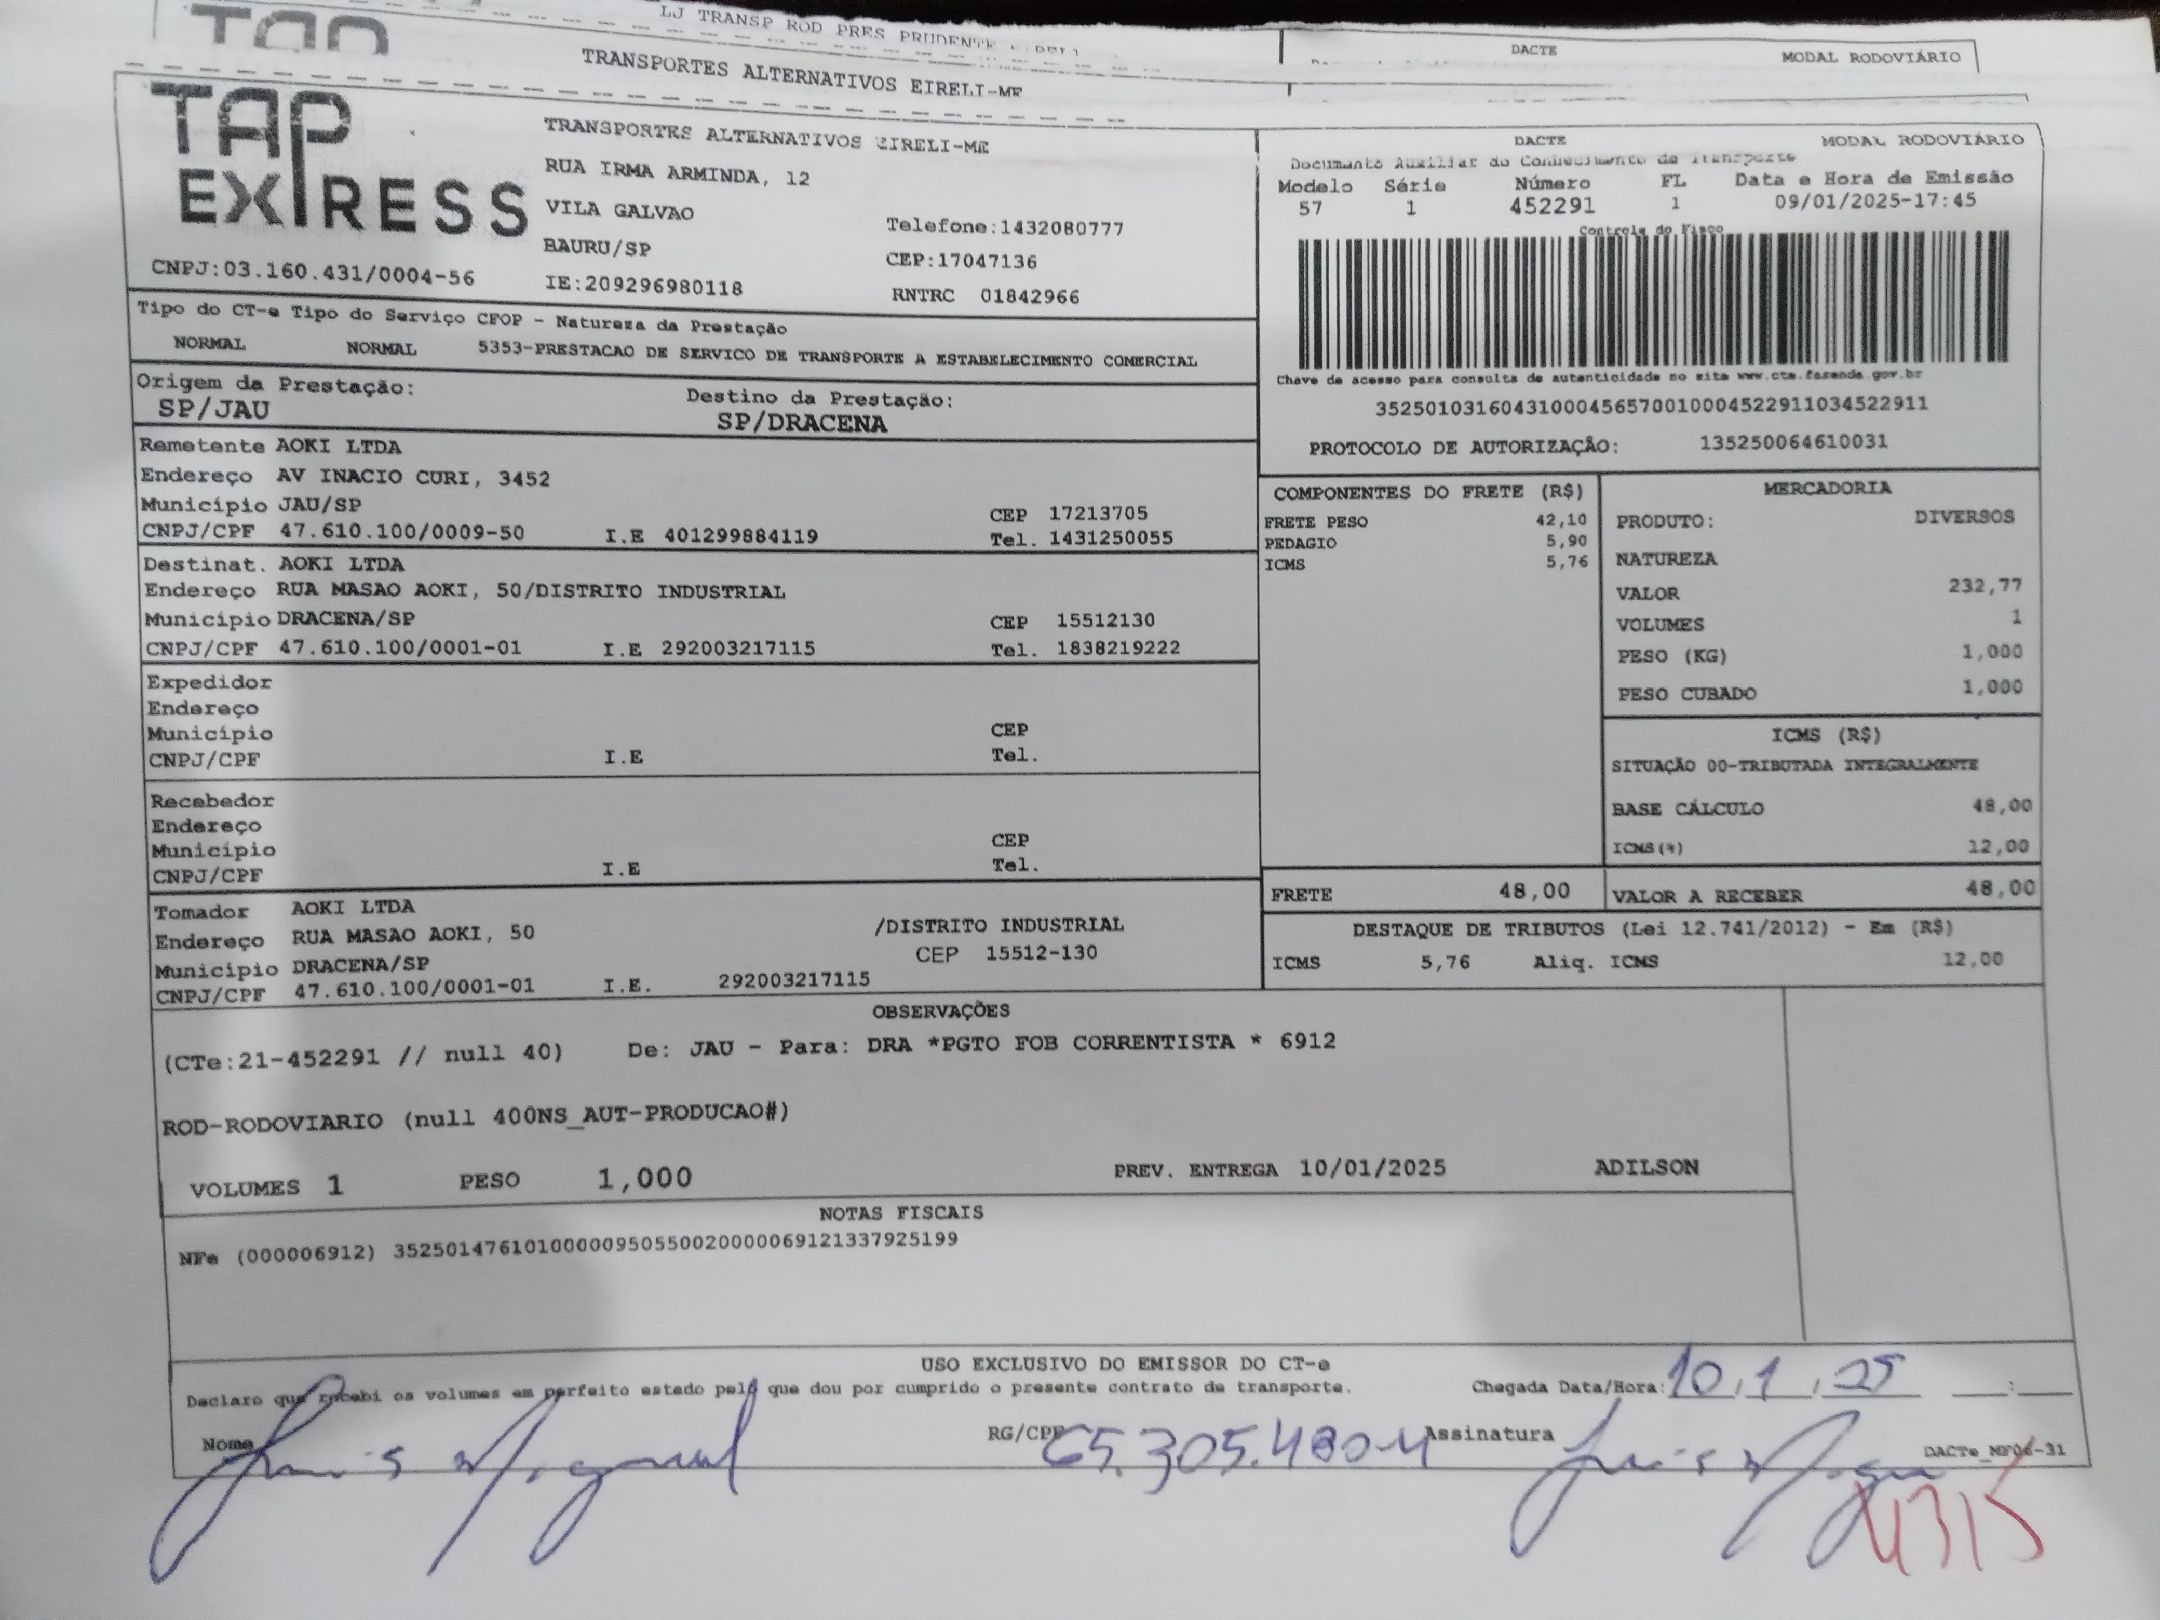 LJ TRANSP ROD PRES PRUDENTE
DACTE MODAL RODOVIÁRIO
TRANSPORTES ALTERNATIVOS EIRELI-ME
TAP EXPRESS
TRANSPORTES ALTERNATIVOS EIRELI-ME
RUA IRMA ARMINDA, 12
VILA GALVAO Telefone:1432080777
BAURU/SP CEP:17047136
CNPJ:03.160.431/0004-56 IE:209296980118 RNTRC 01842966
DACTE MODAL RODOVIÁRIO
Documento Auxiliar do Conhecimento de Transporte
Modelo Série Número FL Data e Hora de Emissão
57 1 452291 1 09/01/2025-17:45
Controle do Fisco
Chave de acesso para consulta de autenticidade no site www.cte.fazenda.gov.br
35250103160431000456570010004522911034522911
PROTOCOLO DE AUTORIZAÇÃO: 135250064610031
Tipo do CT-e Tipo do Serviço CFOP - Natureza da Prestação
NORMAL NORMAL 5353-PRESTACAO DE SERVICO DE TRANSPORTE A ESTABELECIMENTO COMERCIAL
Origem da Prestação: Destino da Prestação:
SP/JAU SP/DRACENA
Remetente AOKI LTDA
Endereço AV INACIO CURI, 3452
Município JAU/SP CEP 17213705
CNPJ/CPF 47.610.100/0009-50 I.E 401299884119 Tel. 1431250055
Destinat. AOKI LTDA
Endereço RUA MASAO AOKI, 50/DISTRITO INDUSTRIAL
Município DRACENA/SP CEP 15512130
CNPJ/CPF 47.610.100/0001-01 I.E 292003217115 Tel. 1838219222
Expedidor
Endereço
Município CEP
CNPJ/CPF I.E Tel.
Recebedor
Endereço
Município CEP
CNPJ/CPF I.E Tel.
Tomador AOKI LTDA
Endereço RUA MASAO AOKI, 50 /DISTRITO INDUSTRIAL
Município DRACENA/SP CEP 15512-130
CNPJ/CPF 47.610.100/0001-01 I.E. 292003217115
COMPONENTES DO FRETE (R$)
FRETE PESO 42,10
PEDAGIO 5,90
ICMS 5,76
MERCADORIA
PRODUTO: DIVERSOS
NATUREZA
VALOR 232,77
VOLUMES 1
PESO (KG) 1,000
PESO CUBADO 1,000
ICMS (R$)
SITUAÇÃO 00-TRIBUTADA INTEGRALMENTE
BASE CÁLCULO 48,00
ICMS(%) 12,00
FRETE 48,00 VALOR A RECEBER 48,00
DESTAQUE DE TRIBUTOS (Lei 12.741/2012) - Em (R$)
ICMS 5,76 Aliq. ICMS 12,00
OBSERVAÇÕES
(CTe:21-452291 // null 40) De: JAU - Para: DRA *PGTO FOB CORRENTISTA * 6912
ROD-RODOVIARIO (null 400NS_AUT-PRODUCAO#)
VOLUMES 1 PESO 1,000 PREV. ENTREGA 10/01/2025 ADILSON
NOTAS FISCAIS
NFe (000006912) 35250147610100000950550020000069121337925199
USO EXCLUSIVO DO EMISSOR DO CT-e
Declaro que recebi os volumes em perfeito estado pelo que dou por cumprido o presente contrato de transporte. Chegada Data/Hora: 10,1,25 __:__
Nome RG/CPF 65.305.480-4 Assinatura
DACTe_MF06-31
4315